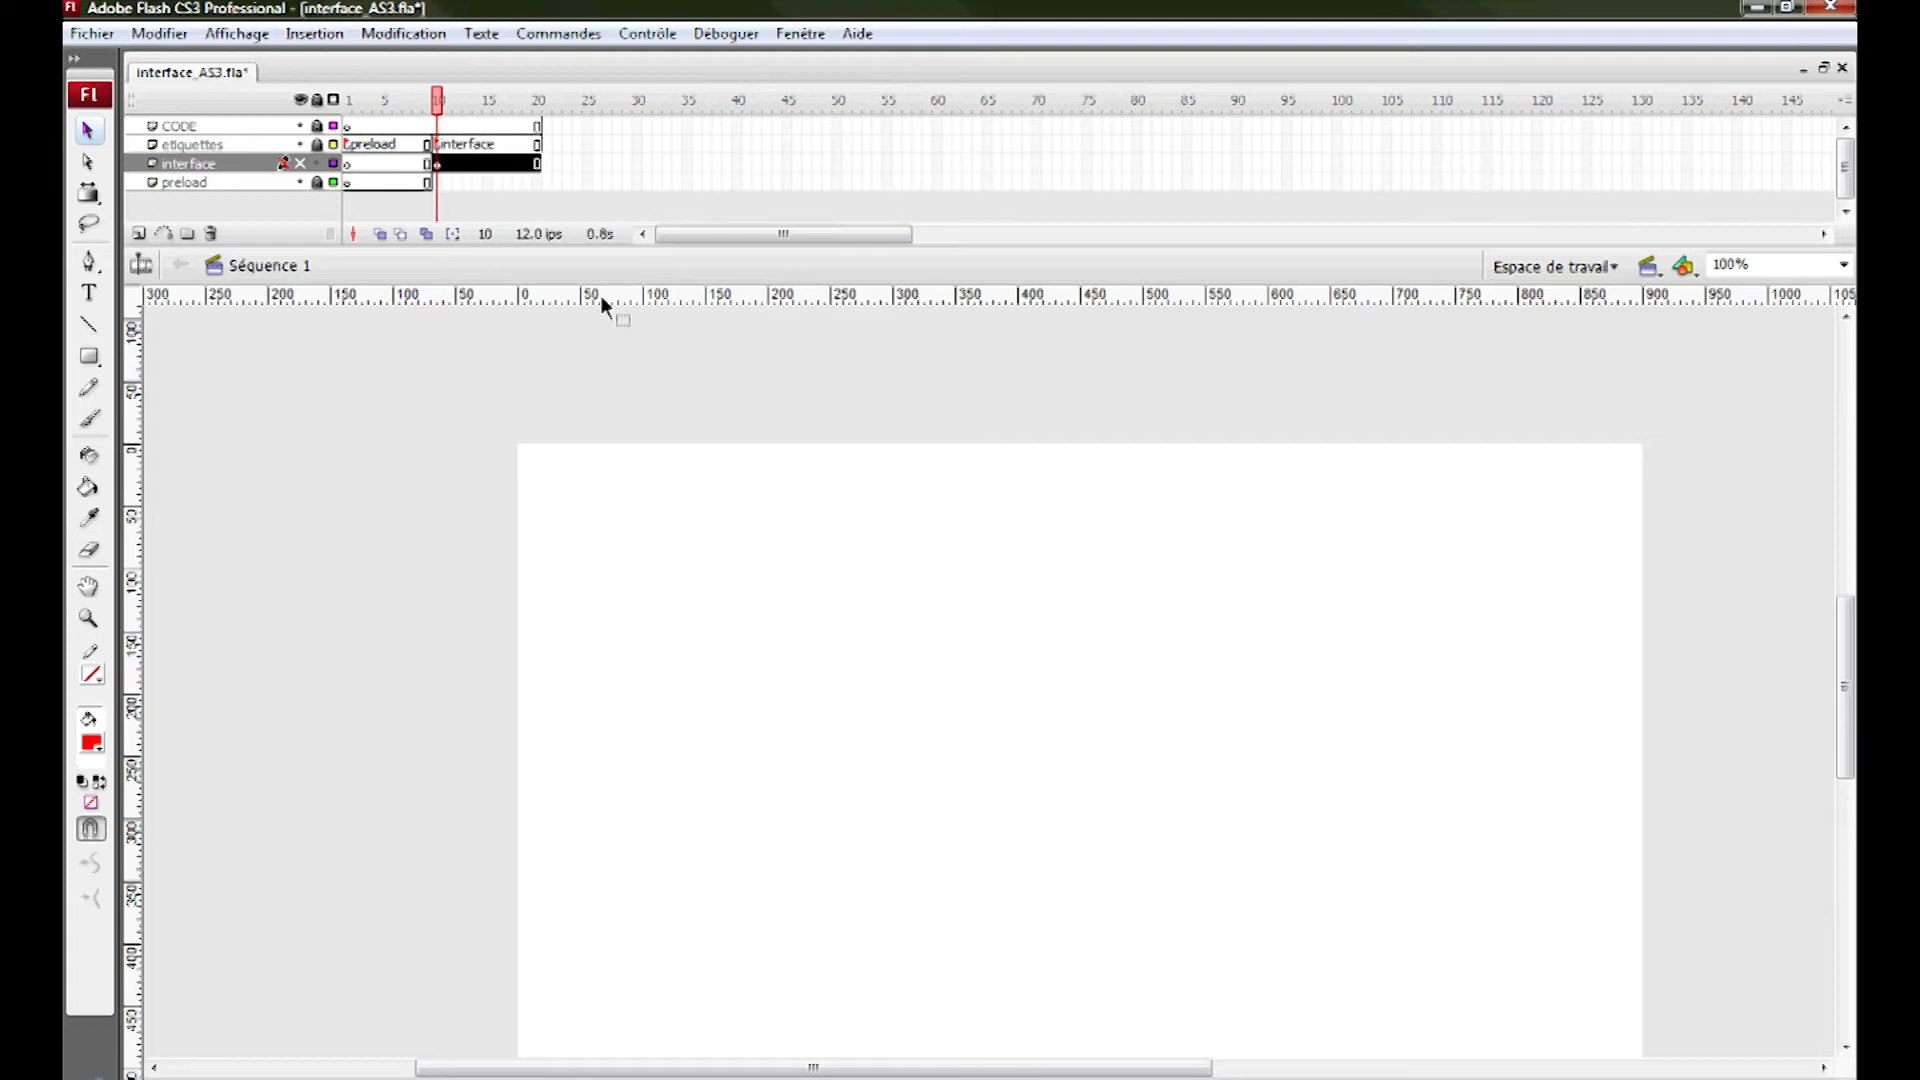 Adobe Flash CS3 Professional - [interface_AS3.fla*]
Fichier Modifier Affichage Insertion Modification Texte Commandes Contrôle Déboguer Fenêtre Aide
interface_AS3.fla*
Fl
1 5 10 15 20 25 30 35 40 45 50 55 60 65 70 75 80 85 90 95 100 105 110 115 120 125 130 135 140 145
CODE
etiquettes preload interface
interface
preload
10 12.0 ips 0.8s
Séquence 1 Espace de travail 100%
300 250 200 150 100 50 0 50 100 150 200 250 300 350 400 450 500 550 600 650 700 750 800 850 900 950 1000 105
100
50
0
50
100
150
200
250
300
350
400
450